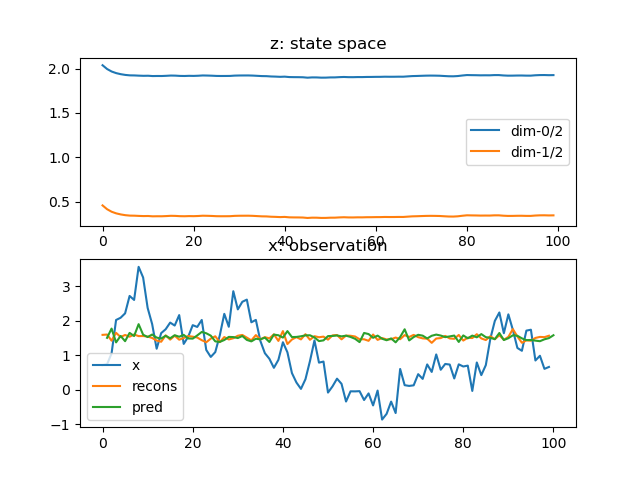 z: state space
2.0
1.5
1.0
0.5
dim-0/2
dim-1/2
0 20 40 60 80 100
x: observation
3
2
1
0
−1
x
recons
pred
0 20 40 60 80 100